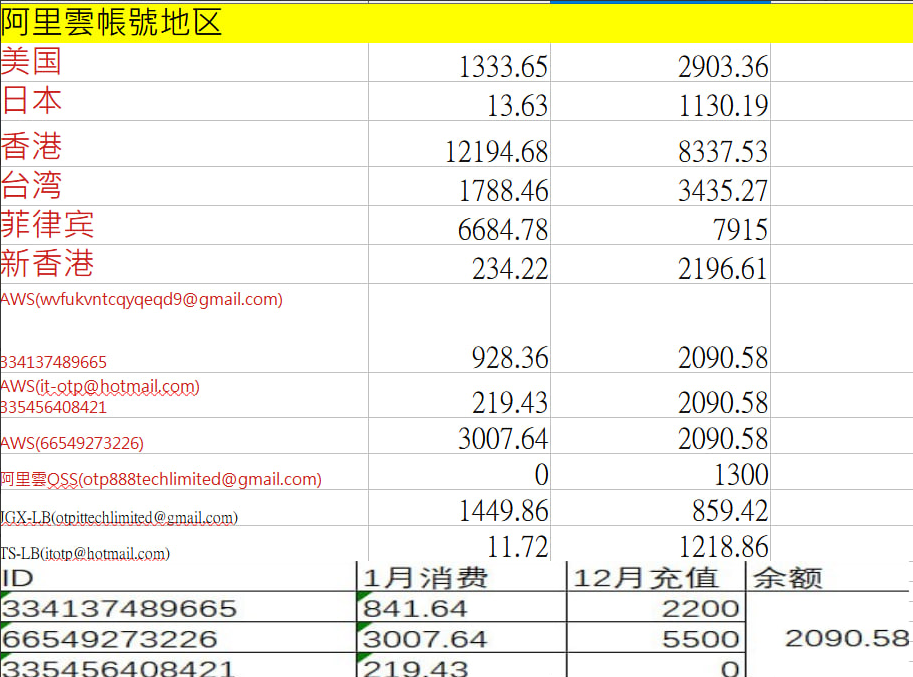 阿里雲帳號地区
美国 1333.65 2903.36
日本 13.63 1130.19
香港 12194.68 8337.53
台湾 1788.46 3435.27
菲律宾 6684.78 7915
新香港 234.22 2196.61
AWS(wvfukvntcqyqeqd9@gmail.com)
334137489665 928.36 2090.58
AWS(it-otp@hotmail.com)
335456408421 219.43 2090.58
AWS(66549273226) 3007.64 2090.58
阿里雲OSS(otp888techlimited@gmail.com) 0 1300
JGX-LB(otpittechlimited@gmail.com) 1449.86 859.42
TS-LB(itotp@hotmail.com) 11.72 1218.86
ID 1月消费 12月充值 余额
334137489665 841.64 2200
66549273226 3007.64 5500 2090.58
335456408421 219.43 0